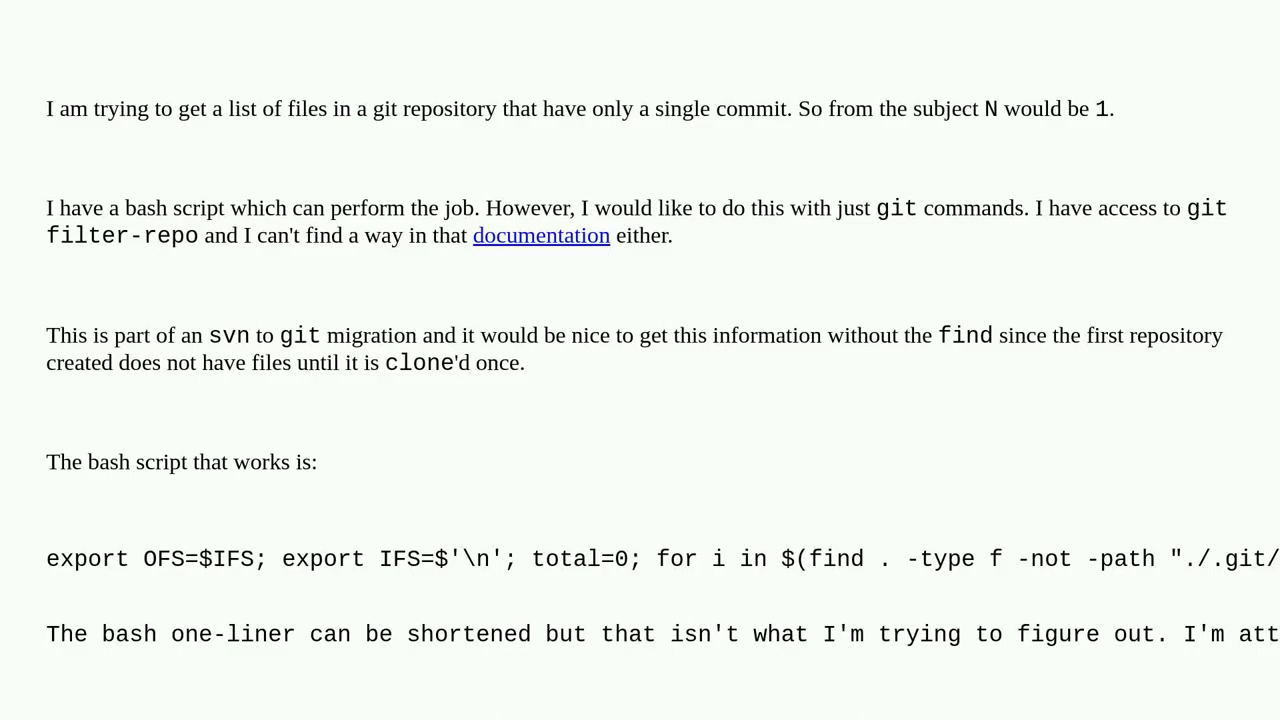 I am trying to get a list of files in a git repository that have only a single commit. So from the subject N would be 1.
I have a bash script which can perform the job. However, I would like to do this with just git commands. I have access to git
filter-repo and I can't find a way in that documentation either.
This is part of an svn to git migration and it would be nice to get this information without the find since the first repository
created does not have files until it is clone'd once.
The bash script that works is:
export OFS=$IFS; export IFS=$'\n'; total=0; for i in $(find . -type f -not -path "./.git/
The bash one-liner can be shortened but that isn't what I'm trying to figure out. I'm att